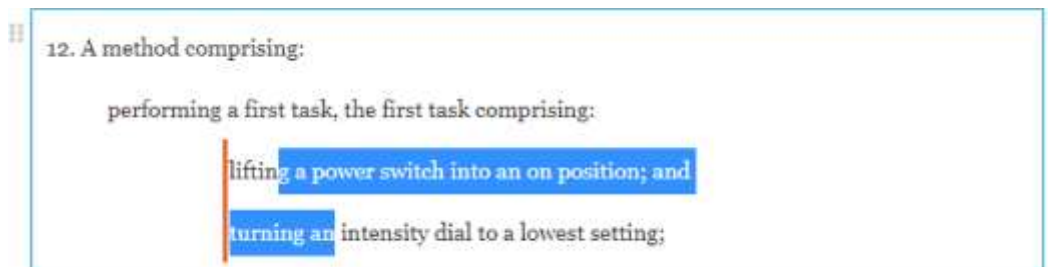 12. A method comprising:
performing a first task, the first task comprising:
lifting a power switch into an on position; and
turning an intensity dial to a lowest setting;